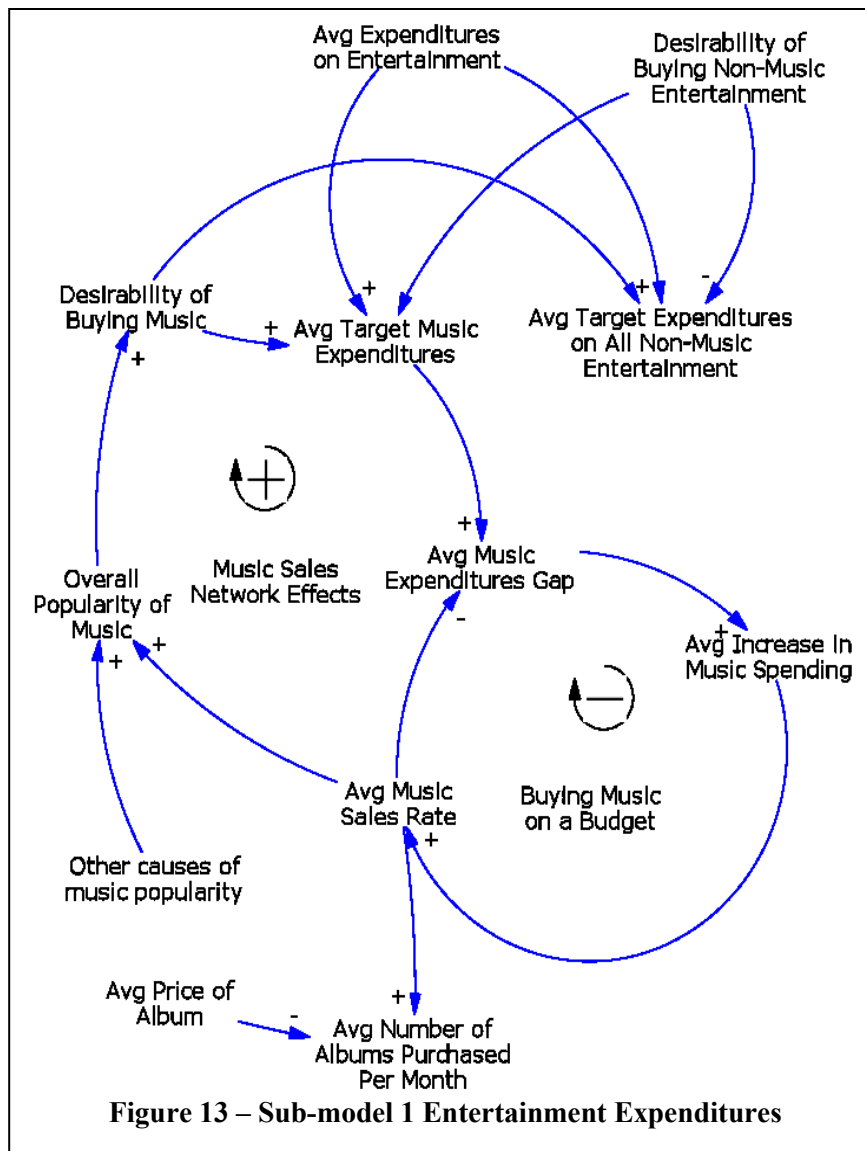 Avg Expenditures
on Entertainment
Desirability of
Buying Non-Music
Entertainment
Desirability of
Buying Music
+
+
+
Avg Target Music
Expenditures
+
-
Avg Target Expenditures
on All Non-Music
Entertainment
+
Music Sales
Network Effects
+
Avg Music
Expenditures Gap
-
Overall
Popularity of
Music
+
+
+
Avg Increase in
Music Spending
−
Buying Music
on a Budget
Avg Music
Sales Rate
+
Other causes of
music popularity
Avg Price of
Album
-
+
Avg Number of
Albums Purchased
Per Month
Figure 13 – Sub-model 1 Entertainment Expenditures